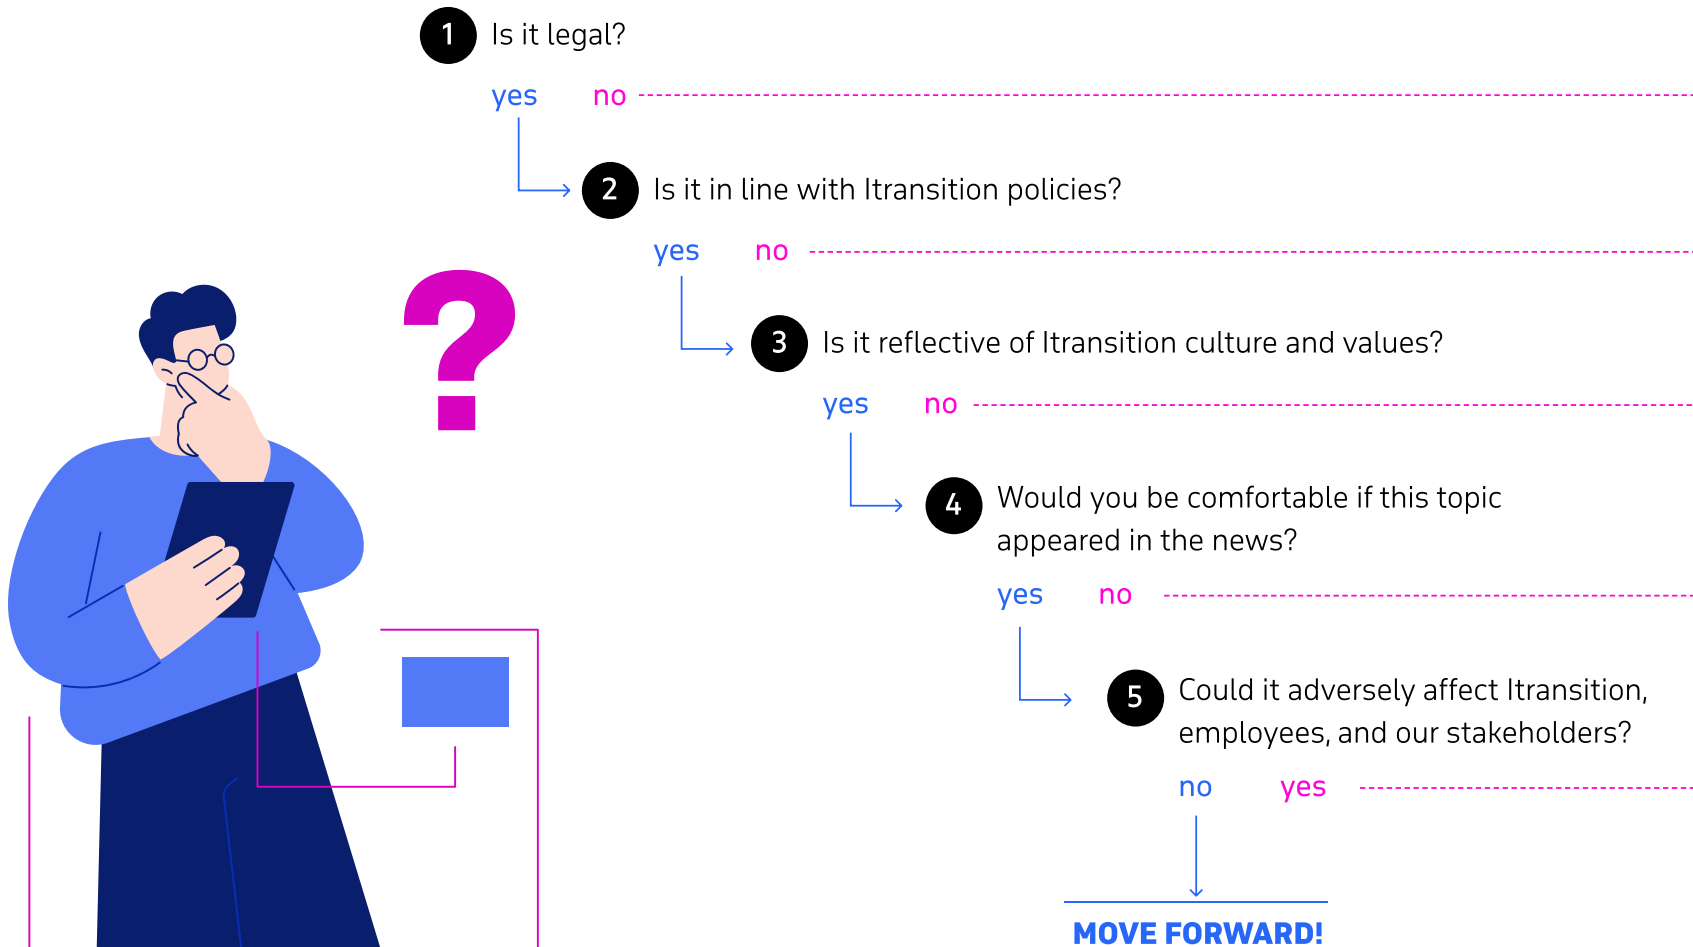 1 Is it legal?
yes no
2 Is it in line with Itransition policies?
yes no
3 Is it reflective of Itransition culture and values?
yes no
4 Would you be comfortable if this topic
appeared in the news?
yes no
5 Could it adversely affect Itransition,
employees, and our stakeholders?
no yes
MOVE FORWARD!
?